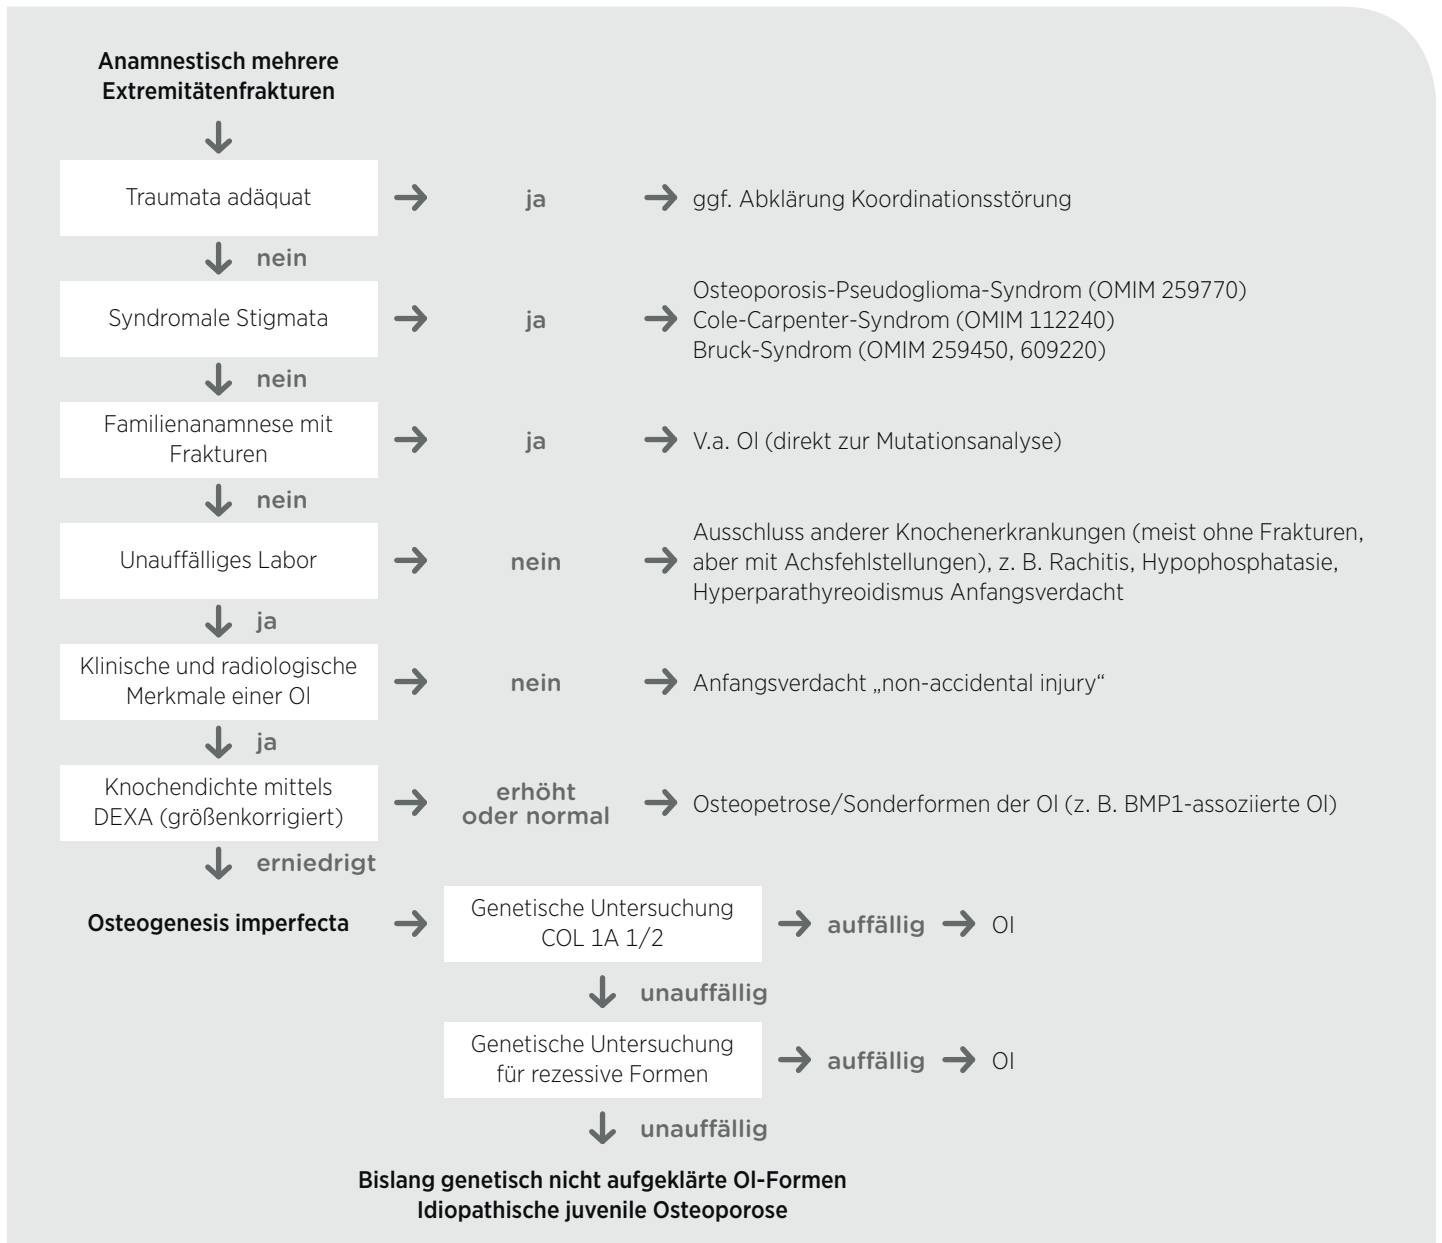 Anamnestisch mehrere
Extremitätenfrakturen
Traumata adäquat
ja
ggf. Abklärung Koordinationsstörung
nein
Syndromale Stigmata
ja
Osteoporosis-Pseudoglioma-Syndrom (OMIM 259770)
Cole-Carpenter-Syndrom (OMIM 112240)
Bruck-Syndrom (OMIM 259450, 609220)
nein
Familienanamnese mit
Frakturen
ja
V.a. OI (direkt zur Mutationsanalyse)
nein
Unauffälliges Labor
nein
Ausschluss anderer Knochenerkrankungen (meist ohne Frakturen,
aber mit Achsfehlstellungen), z. B. Rachitis, Hypophosphatasie,
Hyperparathyreoidismus Anfangsverdacht
ja
Klinische und radiologische
Merkmale einer OI
nein
Anfangsverdacht „non-accidental injury“
ja
Knochendichte mittels
DEXA (größenkorrigiert)
erhöht
oder normal
Osteopetrose/Sonderformen der OI (z. B. BMP1-assoziierte OI)
erniedrigt
Osteogenesis imperfecta
Genetische Untersuchung
COL 1A 1/2
auffällig
OI
unauffällig
Genetische Untersuchung
für rezessive Formen
auffällig
OI
unauffällig
Bislang genetisch nicht aufgeklärte OI-Formen
Idiopathische juvenile Osteoporose